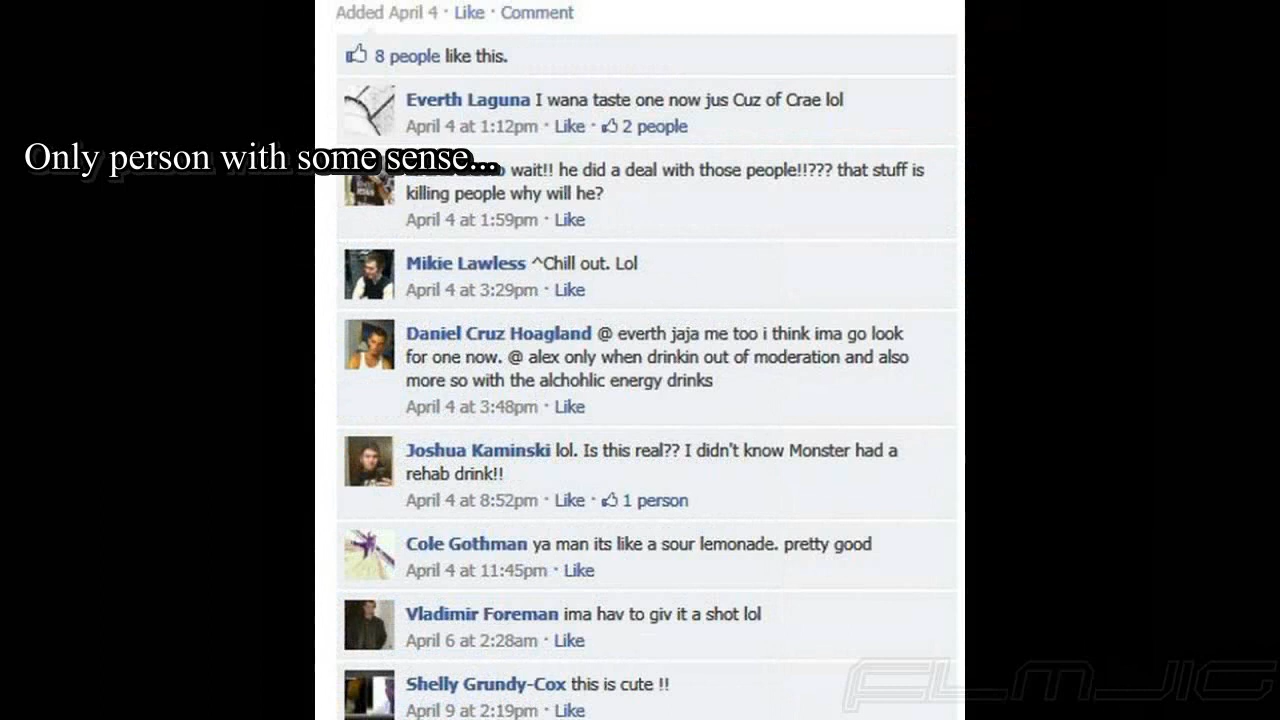 Added April 4 · Like · Comment
8 people like this.
Everth Laguna I wana taste one now jus Cuz of Crae lol
April 4 at 1:12pm · Like · 2 people
Only person with some sense...
wait!! he did a deal with those people!!??? that stuff is
killing people why will he?
April 4 at 1:59pm · Like
Mikie Lawless ^Chill out. Lol
April 4 at 3:29pm · Like
Daniel Cruz Hoagland @ everth jaja me too i think ima go look
for one now. @ alex only when drinkin out of moderation and also
more so with the alchohlic energy drinks
April 4 at 3:48pm · Like
Joshua Kaminski lol. Is this real?? I didn't know Monster had a
rehab drink!!
April 4 at 8:52pm · Like · 1 person
Cole Gothman ya man its like a sour lemonade. pretty good
April 4 at 11:45pm · Like
Vladimir Foreman ima hav to giv it a shot lol
April 6 at 2:28am · Like
Shelly Grundy-Cox this is cute !!
April 9 at 2:19pm · Like